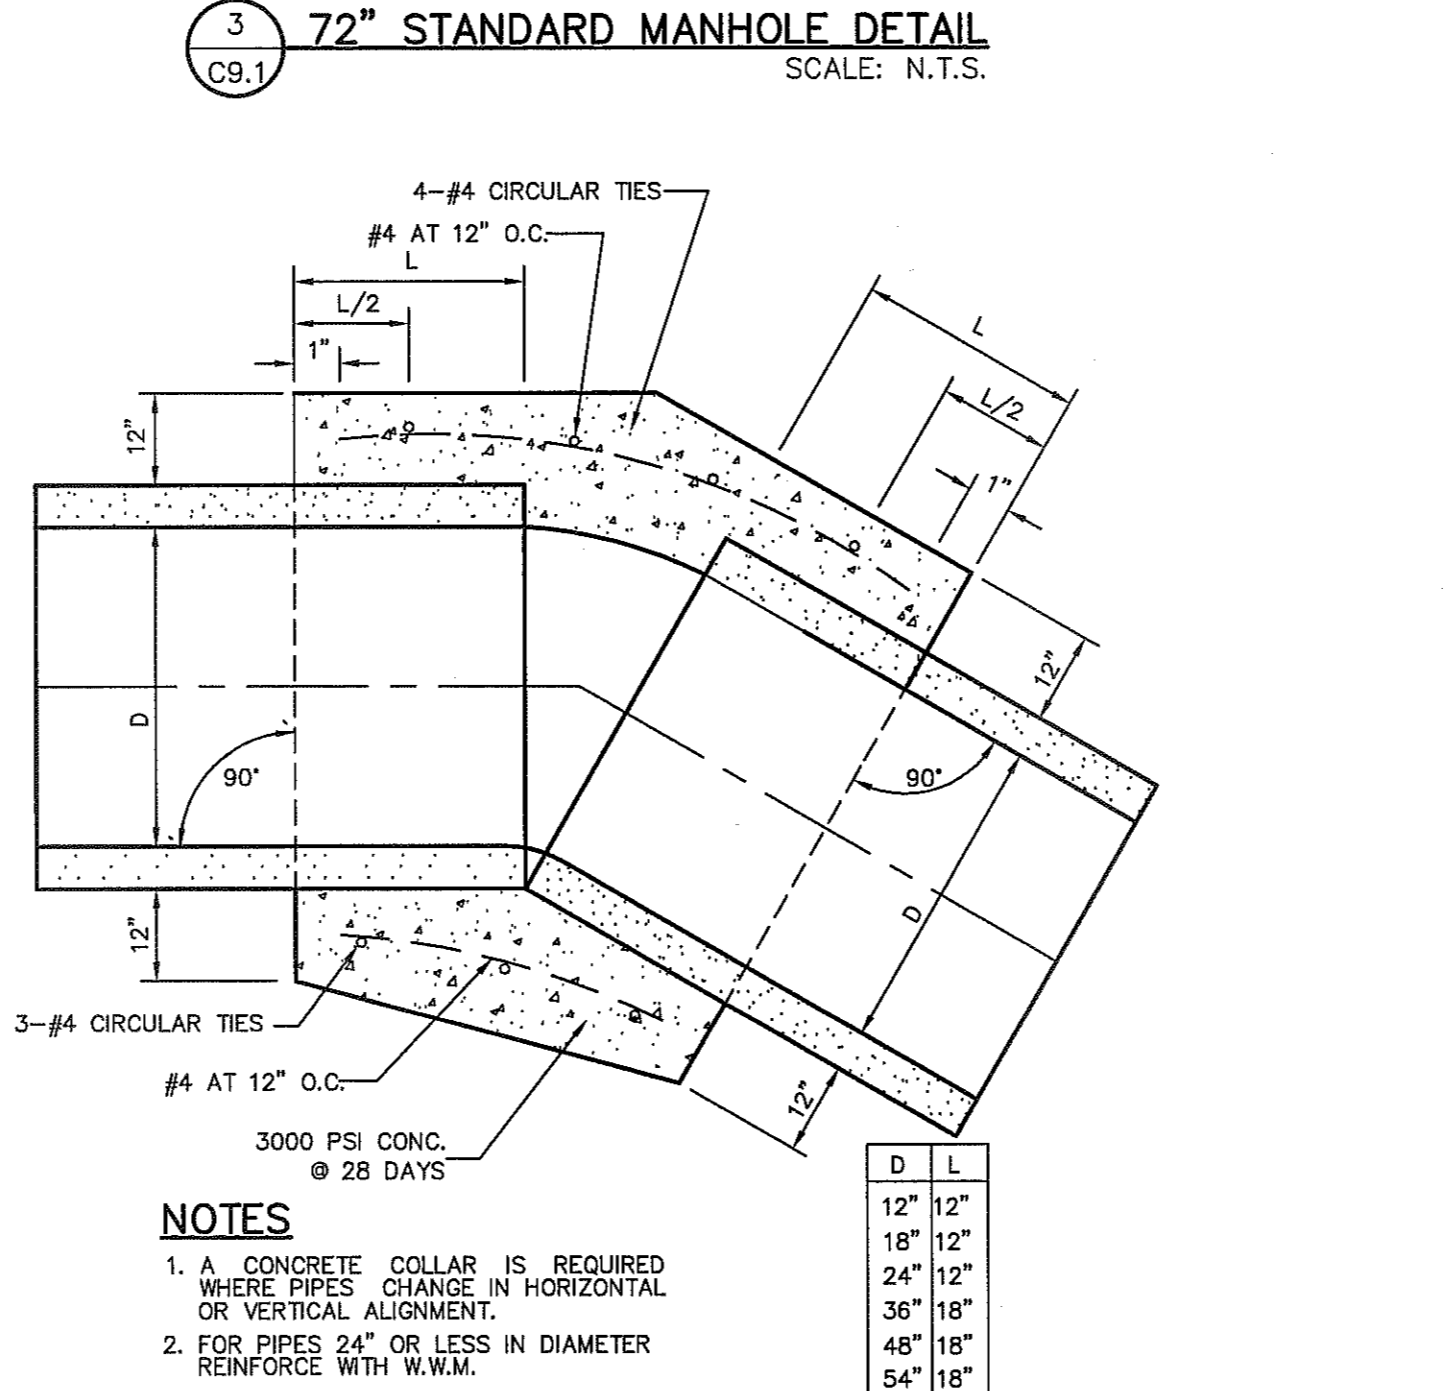 3
C9.1
72" STANDARD MANHOLE DETAIL
SCALE: N.T.S.
4-#4 CIRCULAR TIES
#4 AT 12" O.C.
L
L/2
1"
12"
L
L/2
1"
12"
D
90°
90°
D
12"
3-#4 CIRCULAR TIES
#4 AT 12" O.C.
12"
3000 PSI CONC.
@ 28 DAYS
NOTES
1. A CONCRETE COLLAR IS REQUIRED
WHERE PIPES CHANGE IN HORIZONTAL
OR VERTICAL ALIGNMENT.
2. FOR PIPES 24" OR LESS IN DIAMETER
REINFORCE WITH W.W.M.
D L
12" 12"
18" 12"
24" 12"
36" 18"
48" 18"
54" 18"